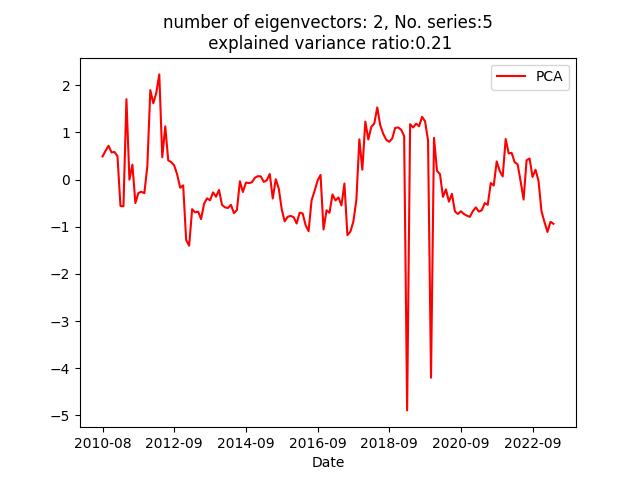 number of eigenvectors: 2, No. series:5
explained variance ratio:0.21
PCA
2
1
0
−1
−2
−3
−4
−5
2010-08 2012-09 2014-09 2016-09 2018-09 2020-09 2022-09
Date